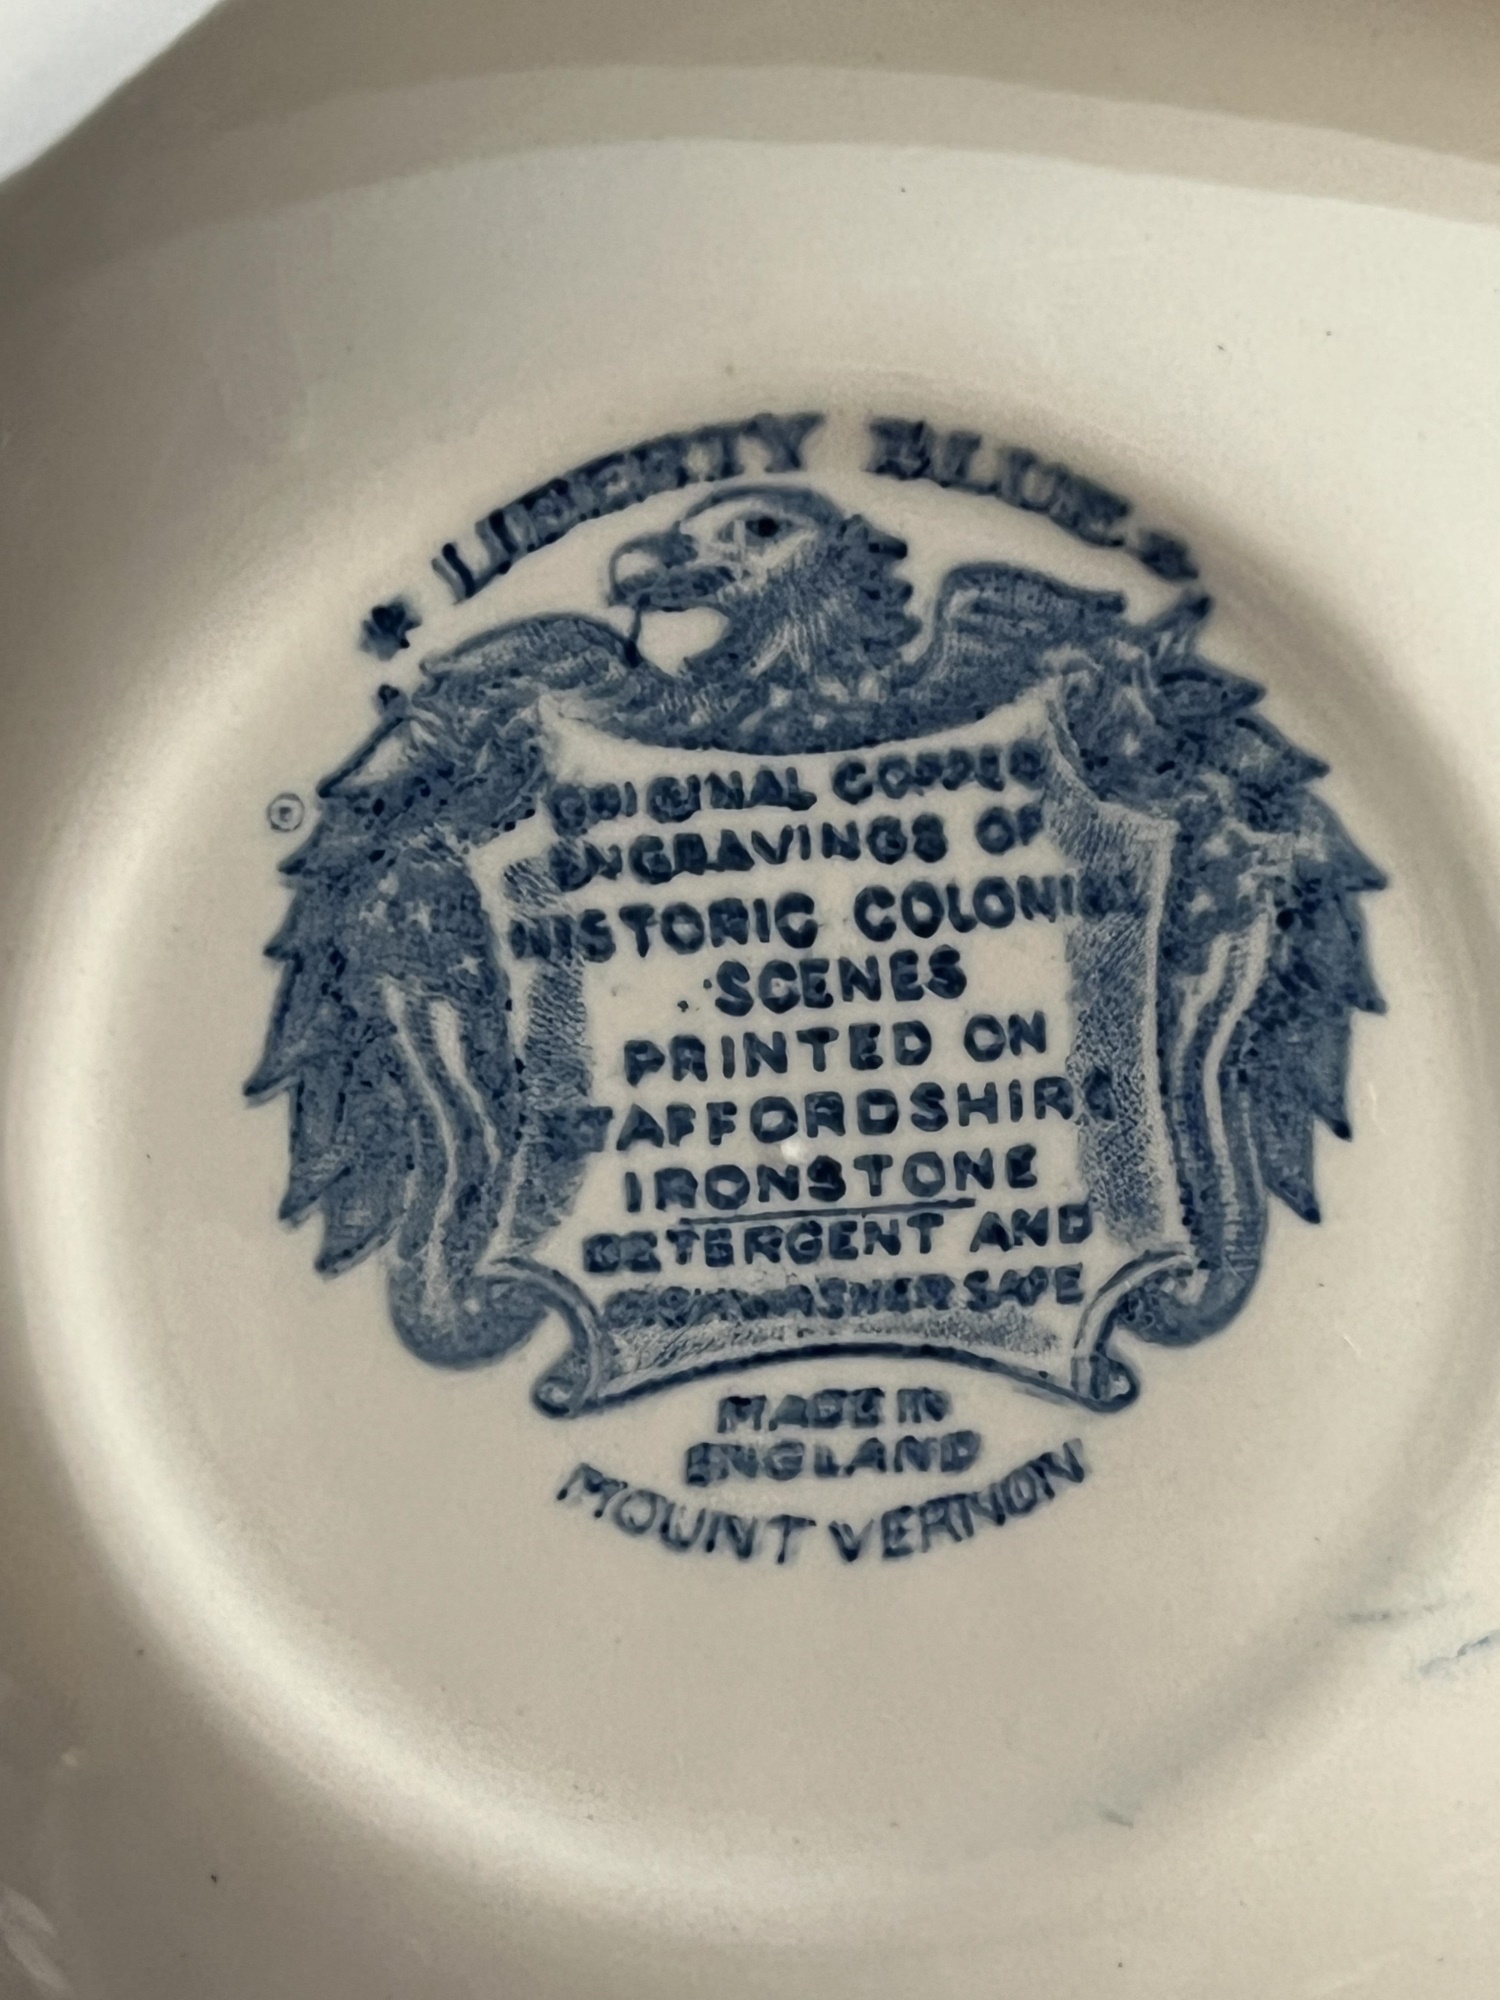 ★ LIBERTY BLUE ★
©
ORIGINAL COPPER
ENGRAVINGS OF
HISTORIC COLONIAL
SCENES
PRINTED ON
STAFFORDSHIRE
IRONSTONE
DETERGENT AND
DISHWASHER SAFE
MADE IN
ENGLAND
MOUNT VERNON